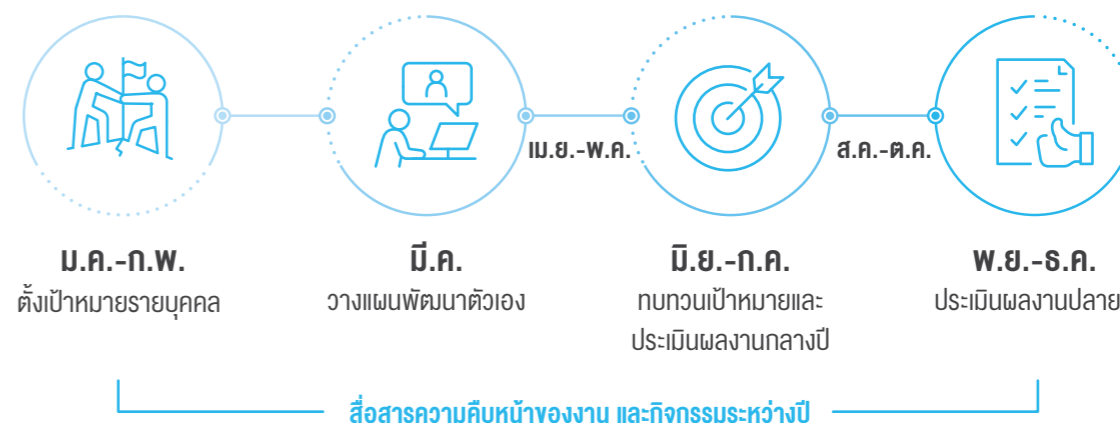 เม.ย.-พ.ค.
ส.ค.-ต.ค.
ม.ค.-ก.พ.
ตั้งเป้าหมายรายบุคคล
มี.ค.
วางแผนพัฒนาตัวเอง
มิ.ย.-ก.ค.
ทบทวนเป้าหมายและ
ประเมินผลงานกลางปี
พ.ย.-ธ.ค.
ประเมินผลงานปลาย
สื่อสารความคืบหน้าของงาน และกิจกรรมระหว่างปี